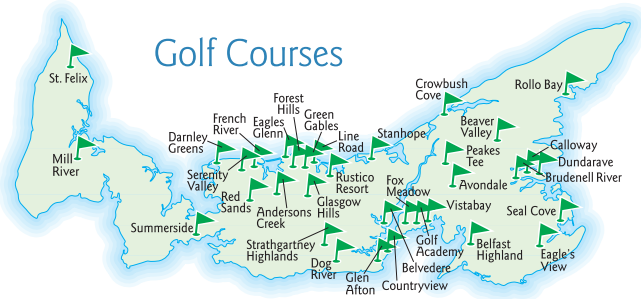 Golf Courses
St. Felix
Mill
River
Darnley
Greens
French
River
Eagles
Glenn
Forest
Hills
Green
Gables
Line
Road
Stanhope
Crowbush
Cove
Rollo Bay
Beaver
Valley
Peakes
Tee
Calloway
Dundarave
Brudenell River
Avondale
Serenity
Valley
Red
Sands
Andersons
Creek
Glasgow
Hills
Rustico
Resort
Fox
Meadow
Vistabay
Seal Cove
Summerside
Strathgartney
Highlands
Dog
River
Glen
Afton
Countryview
Belvedere
Golf
Academy
Belfast
Highland
Eagle's
View